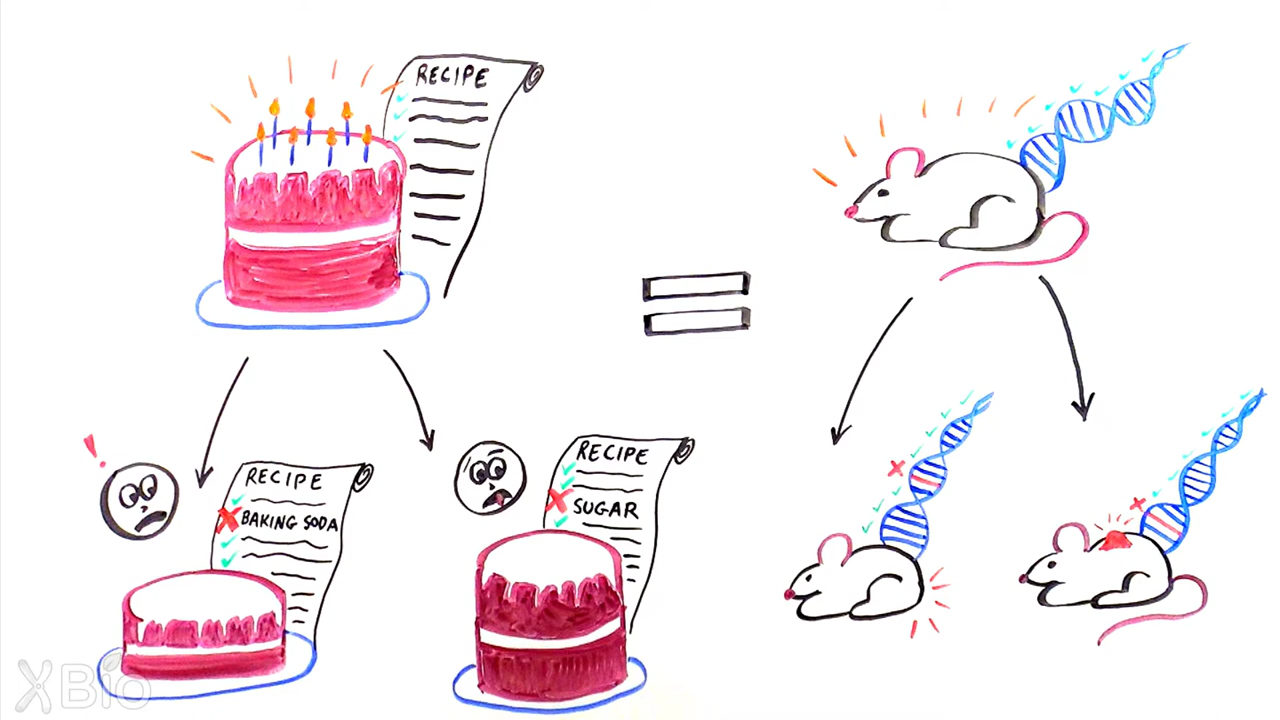 RECIPE
RECIPE
BAKING SODA
RECIPE
SUGAR
XBio